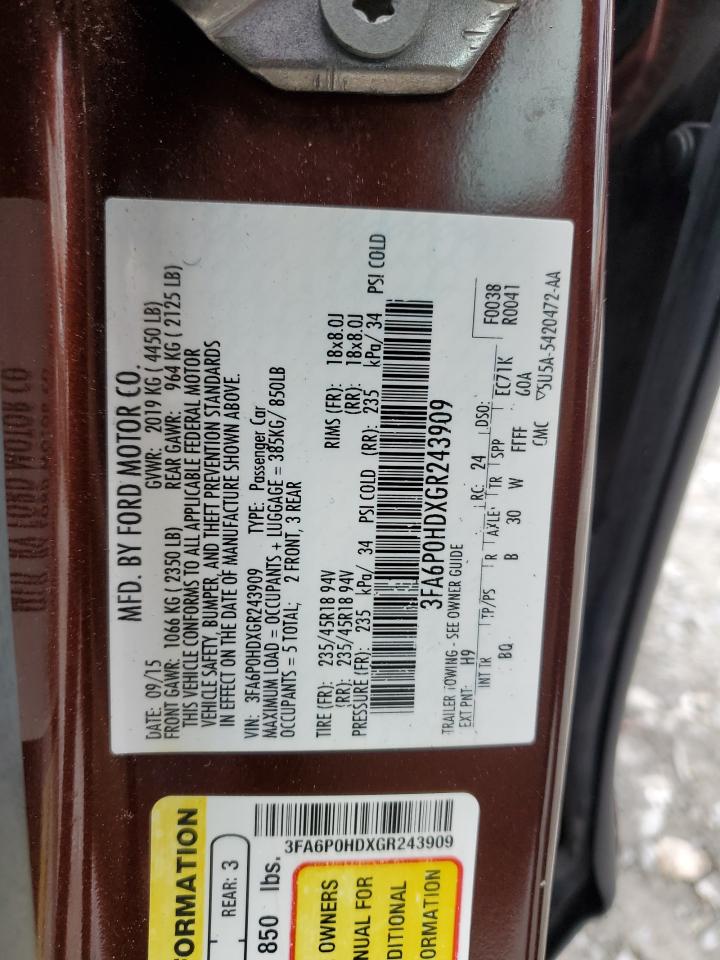 MFD. BY FORD MOTOR CO.
DATE: 09/15 GVWR: 2019 KG ( 4450 LB)
FRONT GAWR: 1066 KG ( 2350 LB) REAR GAWR: 964 KG ( 2125 LB)
THIS VEHICLE CONFORMS TO ALL APPLICABLE FEDERAL MOTOR
VEHICLE SAFETY, BUMPER, AND THEFT PREVENTION STANDARDS
IN EFFECT ON THE DATE OF MANUFACTURE SHOWN ABOVE.
VIN: 3FA6P0HDXGR243909 TYPE: Passenger Car
MAXIMUM LOAD = OCCUPANTS + LUGGAGE = 385KG/ 850LB
OCCUPANTS = 5 TOTAL; 2 FRONT, 3 REAR
TIRE (FR): 235/45R18 94V RIMS (FR): 18x8.0J
(RR): 235/45R18 94V (RR): 18x8.0J
PRESSURE (FR): 235 kPa/ 34 PSI COLD (RR): 235 kPa/ 34 PSI COLD
3FA6P0HDXGR243909
TRAILER TOWING - SEE OWNER GUIDE
EXT PNT: H9 RC: 24 DSO: F0038
INT TR TP/PS R AXLE TR SPP EC71K R0041
BQ B 30 W FTFF 60A
CMC ▽5U5A-5420472-AA
FORMATION
REAR: 3
850 lbs.
3FA6P0HDXGR243909
OWNERS
NUAL FOR
DITIONAL
ORMATION